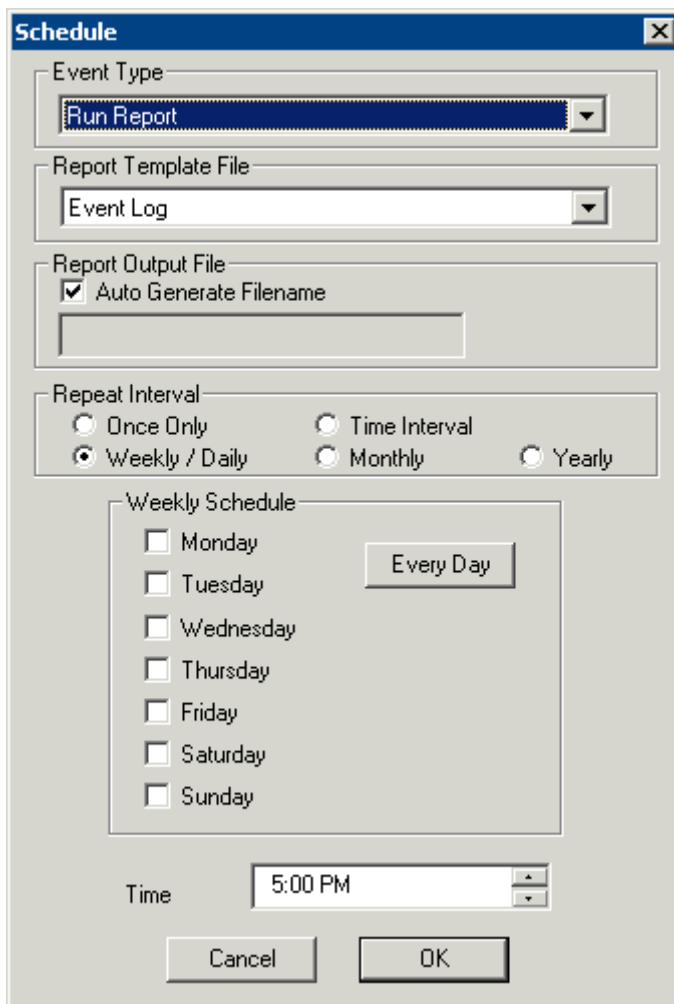 Schedule
Event Type
Run Report
Report Template File
Event Log
Report Output File
Auto Generate Filename
Repeat Interval
Once Only Time Interval
Weekly / Daily Monthly Yearly
Weekly Schedule
Monday
Every Day
Tuesday
Wednesday
Thursday
Friday
Saturday
Sunday
Time 5:00 PM
Cancel OK